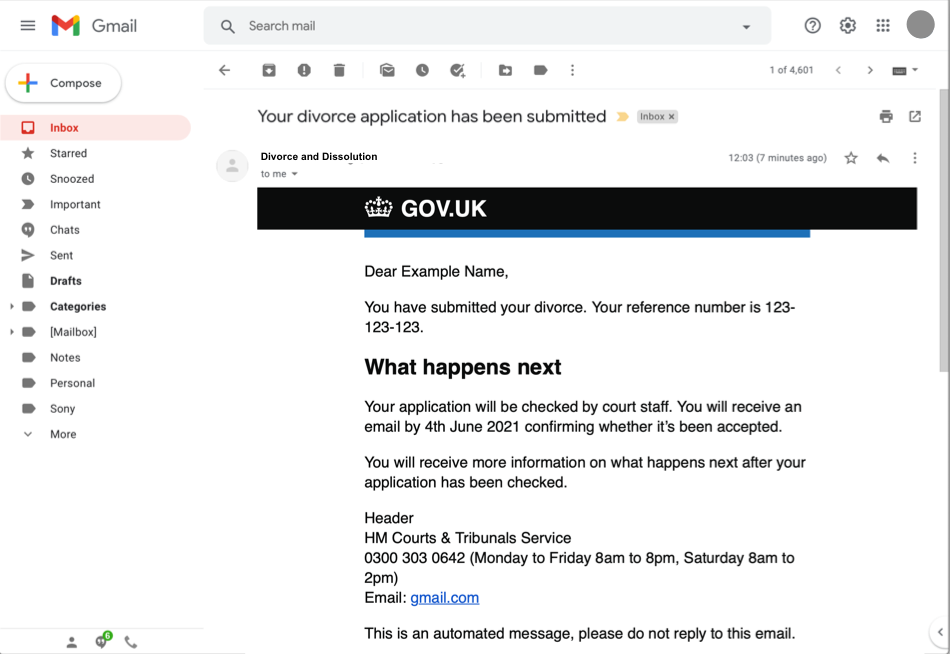 Gmail
Search mail
Compose
1 of 4,601
Inbox
Starred
Snoozed
Important
Chats
Sent
Drafts
Categories
[Mailbox]
Notes
Personal
Sony
More
6
Your divorce application has been submitted Inbox ×
Divorce and Dissolution
12:03 (7 minutes ago)
to me
GOV.UK
Dear Example Name,
You have submitted your divorce. Your reference number is 123-
123-123.
What happens next
Your application will be checked by court staff. You will receive an
email by 4th June 2021 confirming whether it's been accepted.
You will receive more information on what happens next after your
application has been checked.
Header
HM Courts & Tribunals Service
0300 303 0642 (Monday to Friday 8am to 8pm, Saturday 8am to
2pm)
Email: gmail.com
This is an automated message, please do not reply to this email.